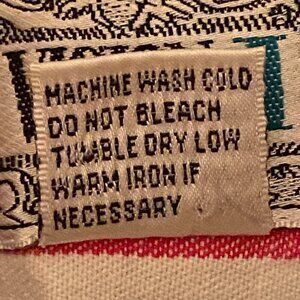 MACHINE WASH COLD
DO NOT BLEACH
TUMBLE DRY LOW
WARM IRON IF
NECESSARY